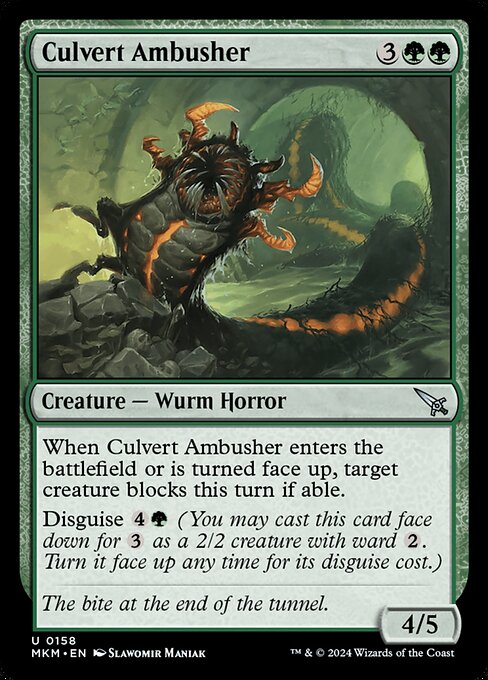 Culvert Ambusher 3
Creature — Wurm Horror
When Culvert Ambusher enters the
battlefield or is turned face up, target
creature blocks this turn if able.
Disguise 4 (You may cast this card face
down for 3 as a 2/2 creature with ward 2.
Turn it face up any time for its disguise cost.)
The bite at the end of the tunnel.
4/5
U 0158
MKM • EN Slawomir Maniak
™ & © 2024 Wizards of the Coast